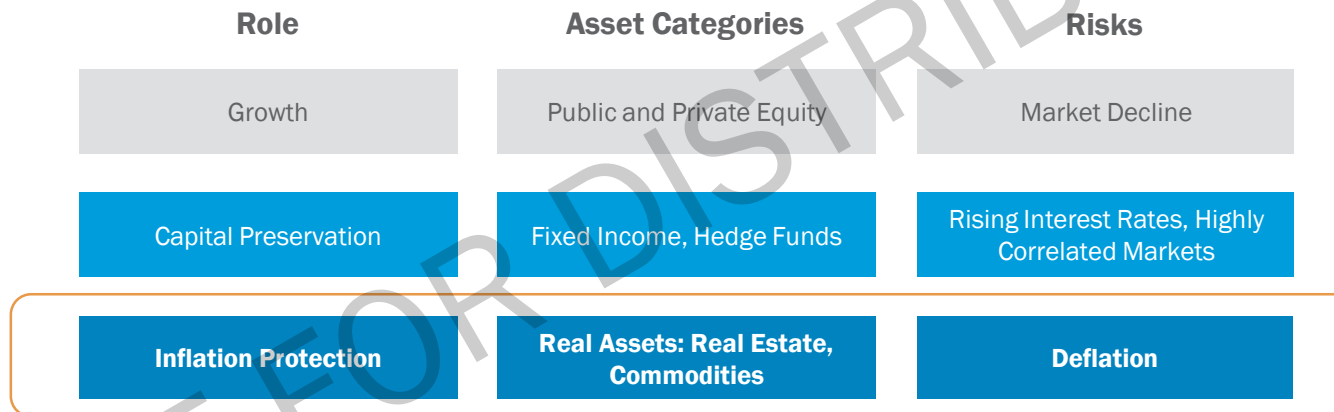 Role Asset Categories Risks
Growth Public and Private Equity Market Decline
Capital Preservation Fixed Income, Hedge Funds Rising Interest Rates, Highly
Correlated Markets
Inflation Protection Real Assets: Real Estate,
Commodities Deflation
FOR DISTRIB